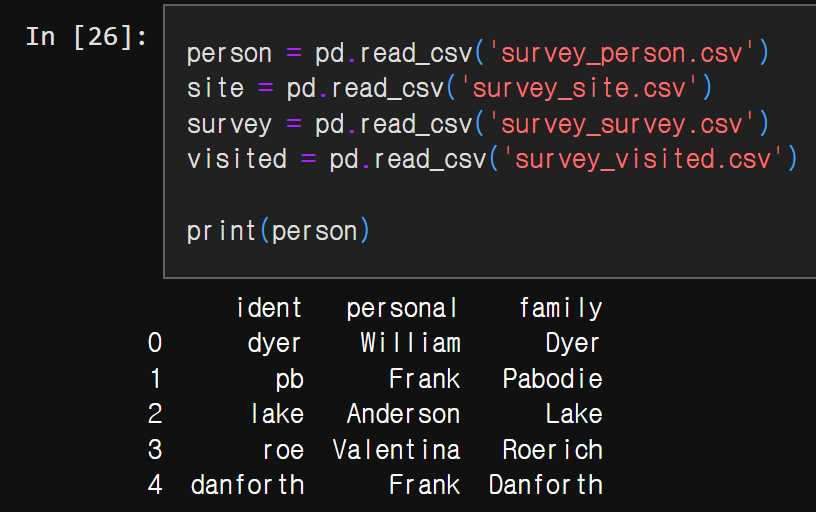 In [26]:
person = pd.read_csv('survey_person.csv')
site = pd.read_csv('survey_site.csv')
survey = pd.read_csv('survey_survey.csv')
visited = pd.read_csv('survey_visited.csv')
print(person)
ident personal family
0 dyer William Dyer
1 pb Frank Pabodie
2 lake Anderson Lake
3 roe Valentina Roerich
4 danforth Frank Danforth